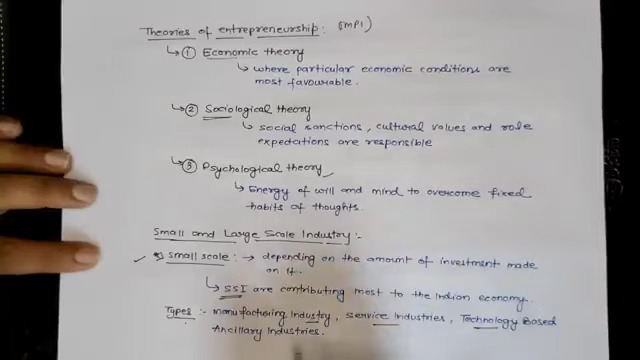 Theories of entrepreneurship: (IMP1)
↳ ① Economic theory
↳ where particular economic conditions are
most favourable.
↳ ② Sociological theory
↳ social sanctions, cultural values and role
expectations are responsible
↳ ③ Psychological theory
↳ Energy of will and mind to overcome fixed
habits of thoughts.
Small and Large Scale Industry:-
small scale: → depending on the amount of investment made
on it.
↳ SSI are contributing most to the Indian economy.
Types :- Manufacturing industry, service industries, Technology Based
Ancillary Industries.